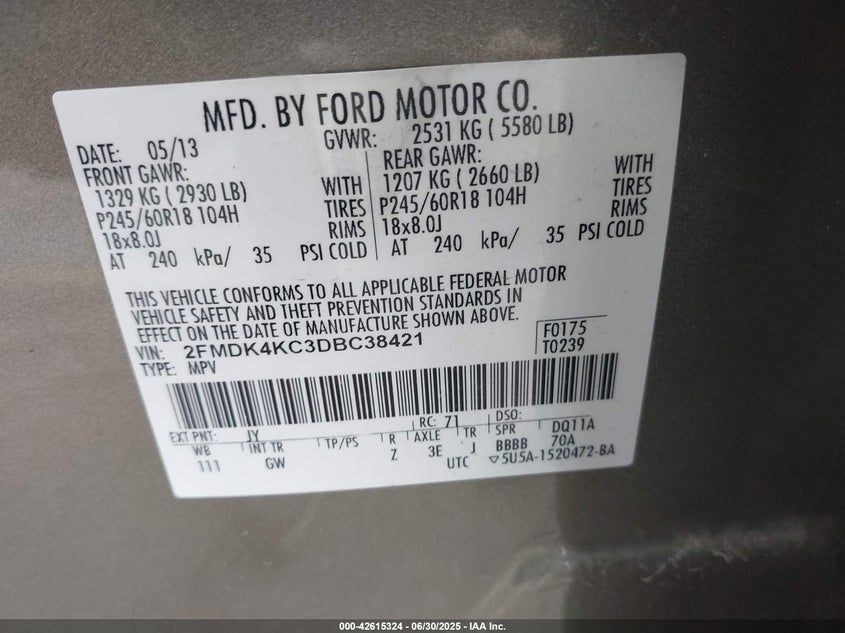 MFD. BY FORD MOTOR CO.
DATE: 05/13 GVWR: 2531 KG ( 5580 LB)
FRONT GAWR: REAR GAWR:
1329 KG ( 2930 LB) WITH 1207 KG ( 2660 LB) WITH
P245/60R18 104H TIRES P245/60R18 104H TIRES
18x8.0J RIMS 18x8.0J RIMS
AT 240 kPa/ 35 PSI COLD AT 240 kPa/ 35 PSI COLD
THIS VEHICLE CONFORMS TO ALL APPLICABLE FEDERAL MOTOR
VEHICLE SAFETY AND THEFT PREVENTION STANDARDS IN
EFFECT ON THE DATE OF MANUFACTURE SHOWN ABOVE.
VIN: 2FMDK4KC3DBC38421 F0175
TYPE: MPV T0239
EXT PNT: JY RC: 71 DSO:
WB INT TR TP/PS R AXLE TR SPR DQ11A
111 GW Z 3E J BBBB 70A
UTC ▽5U5A-1520472-BA
000-42615324 | 06/30/2025 - IAA Inc.